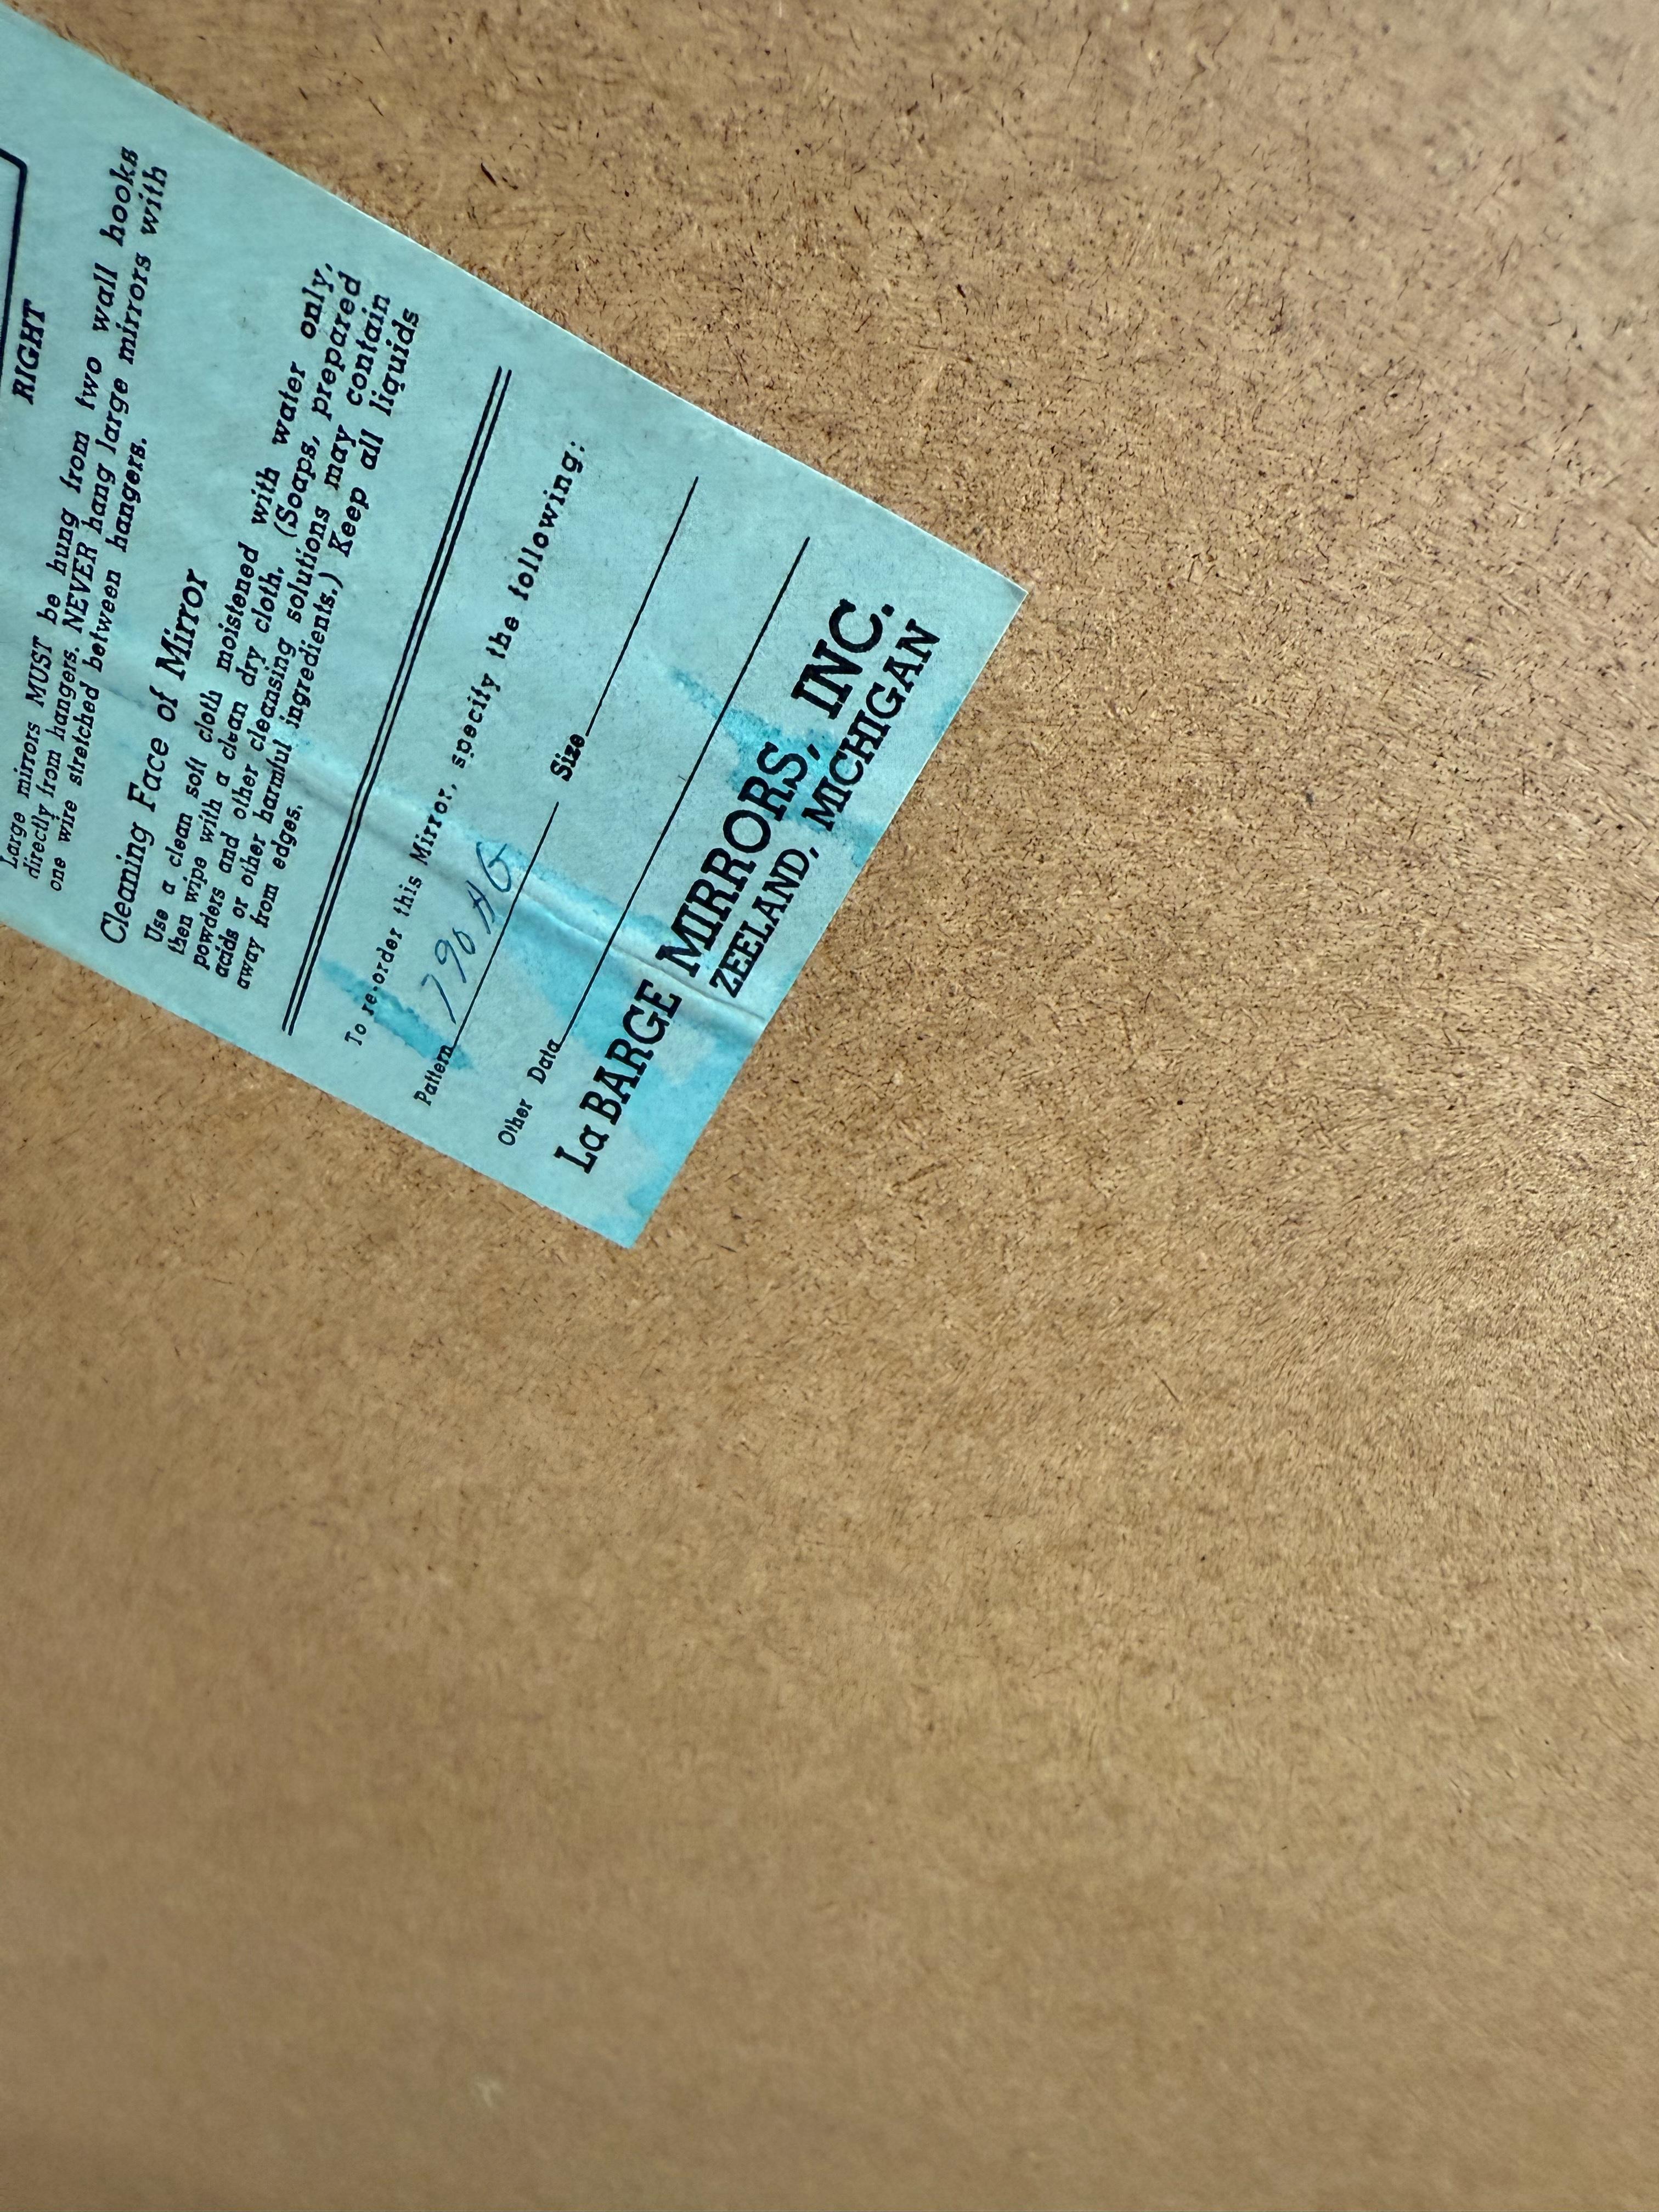 RIGHT
Large mirrors MUST be hung from two wall hooks
directly from hangers. NEVER hang large mirrors with
one wire stretched between hangers.
Cleaning Face of Mirror
Use a clean soft cloth moistened with water only,
then wipe with a clean dry cloth. (Soaps, prepared
powders and other cleansing solutions may contain
acids or other harmful ingredients.) Keep all liquids
away from edges.
To re-order this Mirror, specify the following:
Pattern 790 HG Size
Other Data
La BARGE MIRRORS, INC.
ZEELAND, MICHIGAN